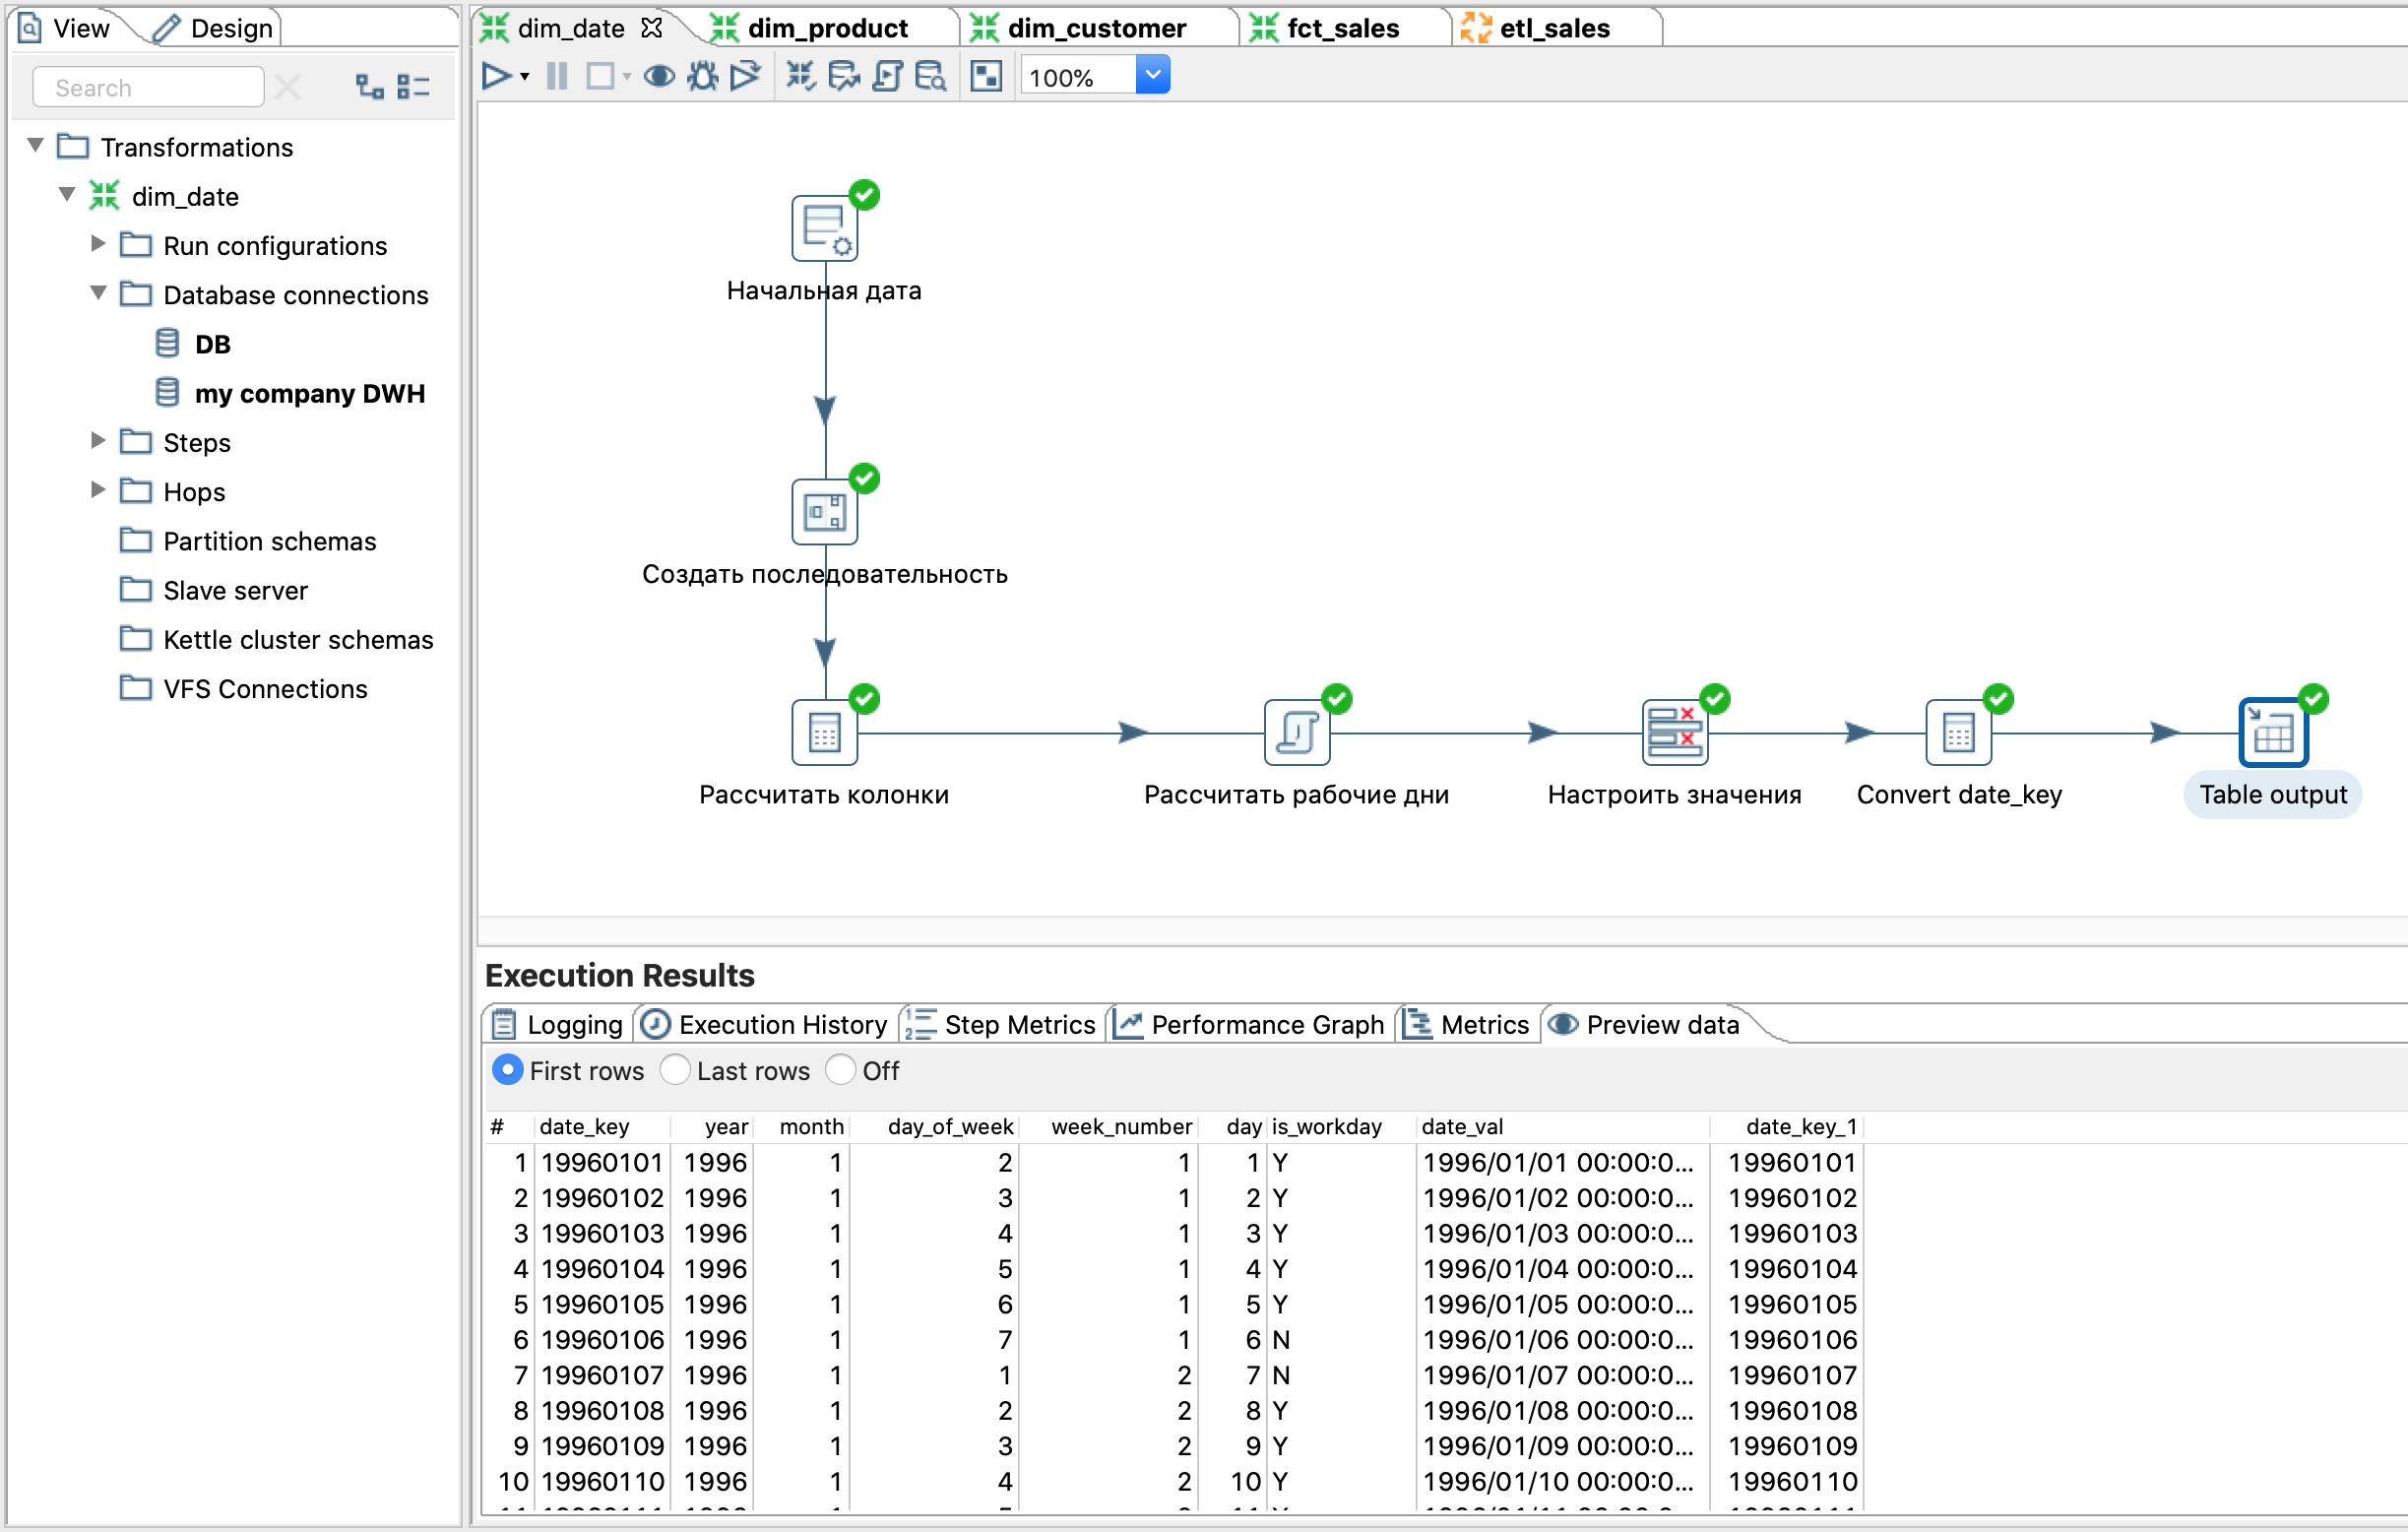 View Design
Search
Transformations
dim_date
Run configurations
Database connections
DB
my company DWH
Steps
Hops
Partition schemas
Slave server
Kettle cluster schemas
VFS Connections
dim_date dim_product dim_customer fct_sales etl_sales
100%
Начальная дата
Создать последовательность
Рассчитать колонки Рассчитать рабочие дни Настроить значения Convert date_key Table output
Execution Results
Logging Execution History Step Metrics Performance Graph Metrics Preview data
First rows Last rows Off
# date_key year month day_of_week week_number day is_workday date_val date_key_1
1 19960101 1996 1 2 1 1 Y 1996/01/01 00:00:0... 19960101
2 19960102 1996 1 3 1 2 Y 1996/01/02 00:00:0... 19960102
3 19960103 1996 1 4 1 3 Y 1996/01/03 00:00:0... 19960103
4 19960104 1996 1 5 1 4 Y 1996/01/04 00:00:0... 19960104
5 19960105 1996 1 6 1 5 Y 1996/01/05 00:00:0... 19960105
6 19960106 1996 1 7 1 6 N 1996/01/06 00:00:0... 19960106
7 19960107 1996 1 1 2 7 N 1996/01/07 00:00:0... 19960107
8 19960108 1996 1 2 2 8 Y 1996/01/08 00:00:0... 19960108
9 19960109 1996 1 3 2 9 Y 1996/01/09 00:00:0... 19960109
10 19960110 1996 1 4 2 10 Y 1996/01/10 00:00:0... 19960110